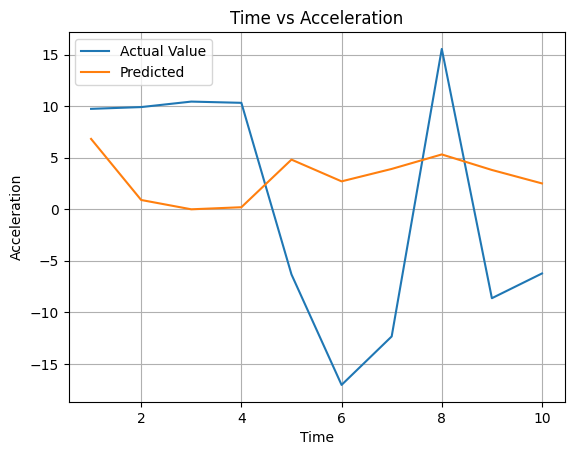 Time vs Acceleration
Actual Value
Predicted
15
10
5
0
−5
−10
−15
Acceleration
2 4 6 8 10
Time